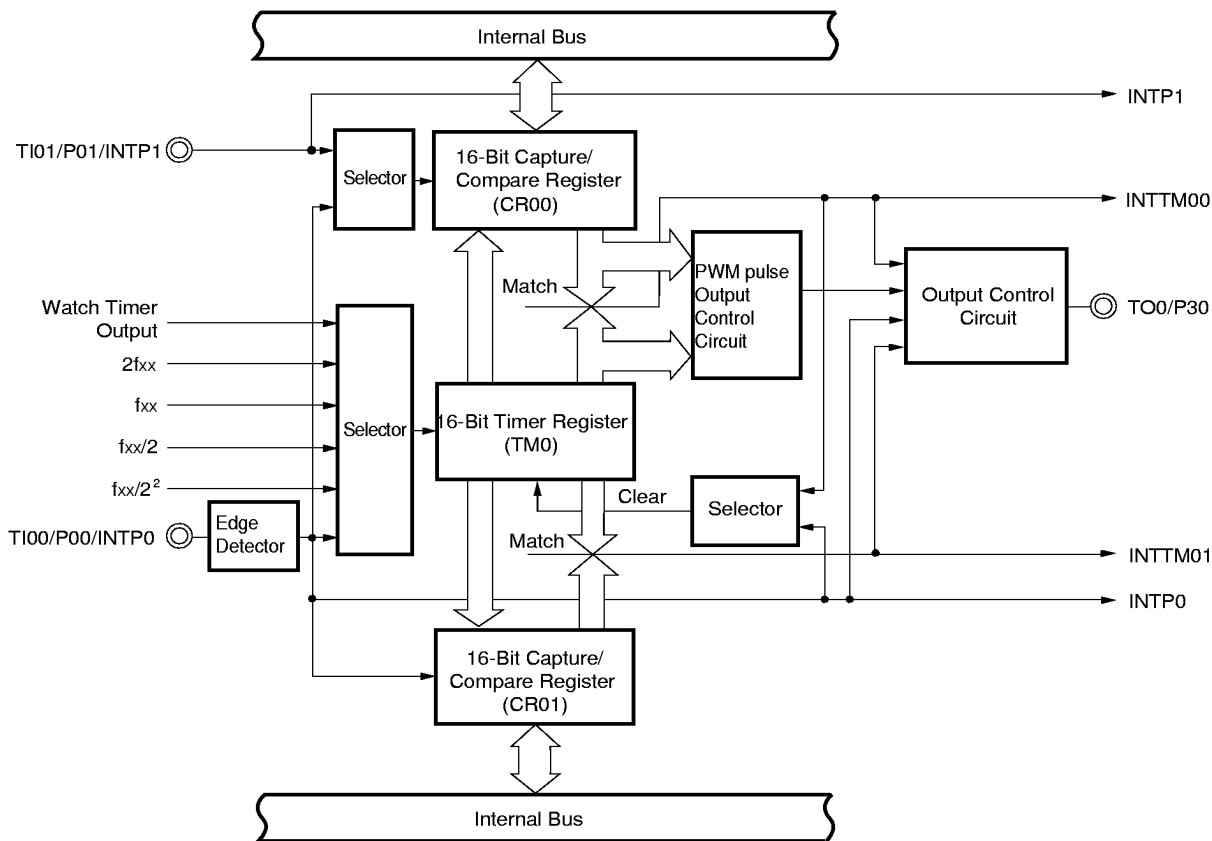 Internal Bus
INTP1
TI01/P01/INTP1
Selector
16-Bit Capture/
Compare Register
(CR00)
INTTM00
Match
PWM pulse
Output
Control
Circuit
Output Control
Circuit
TO0/P30
Watch Timer
Output
2fxx
fxx
fxx/2
fxx/2²
Selector
16-Bit Timer Register
(TM0)
Clear
Selector
TI00/P00/INTP0
Edge
Detector
Match
INTTM01
INTP0
16-Bit Capture/
Compare Register
(CR01)
Internal Bus